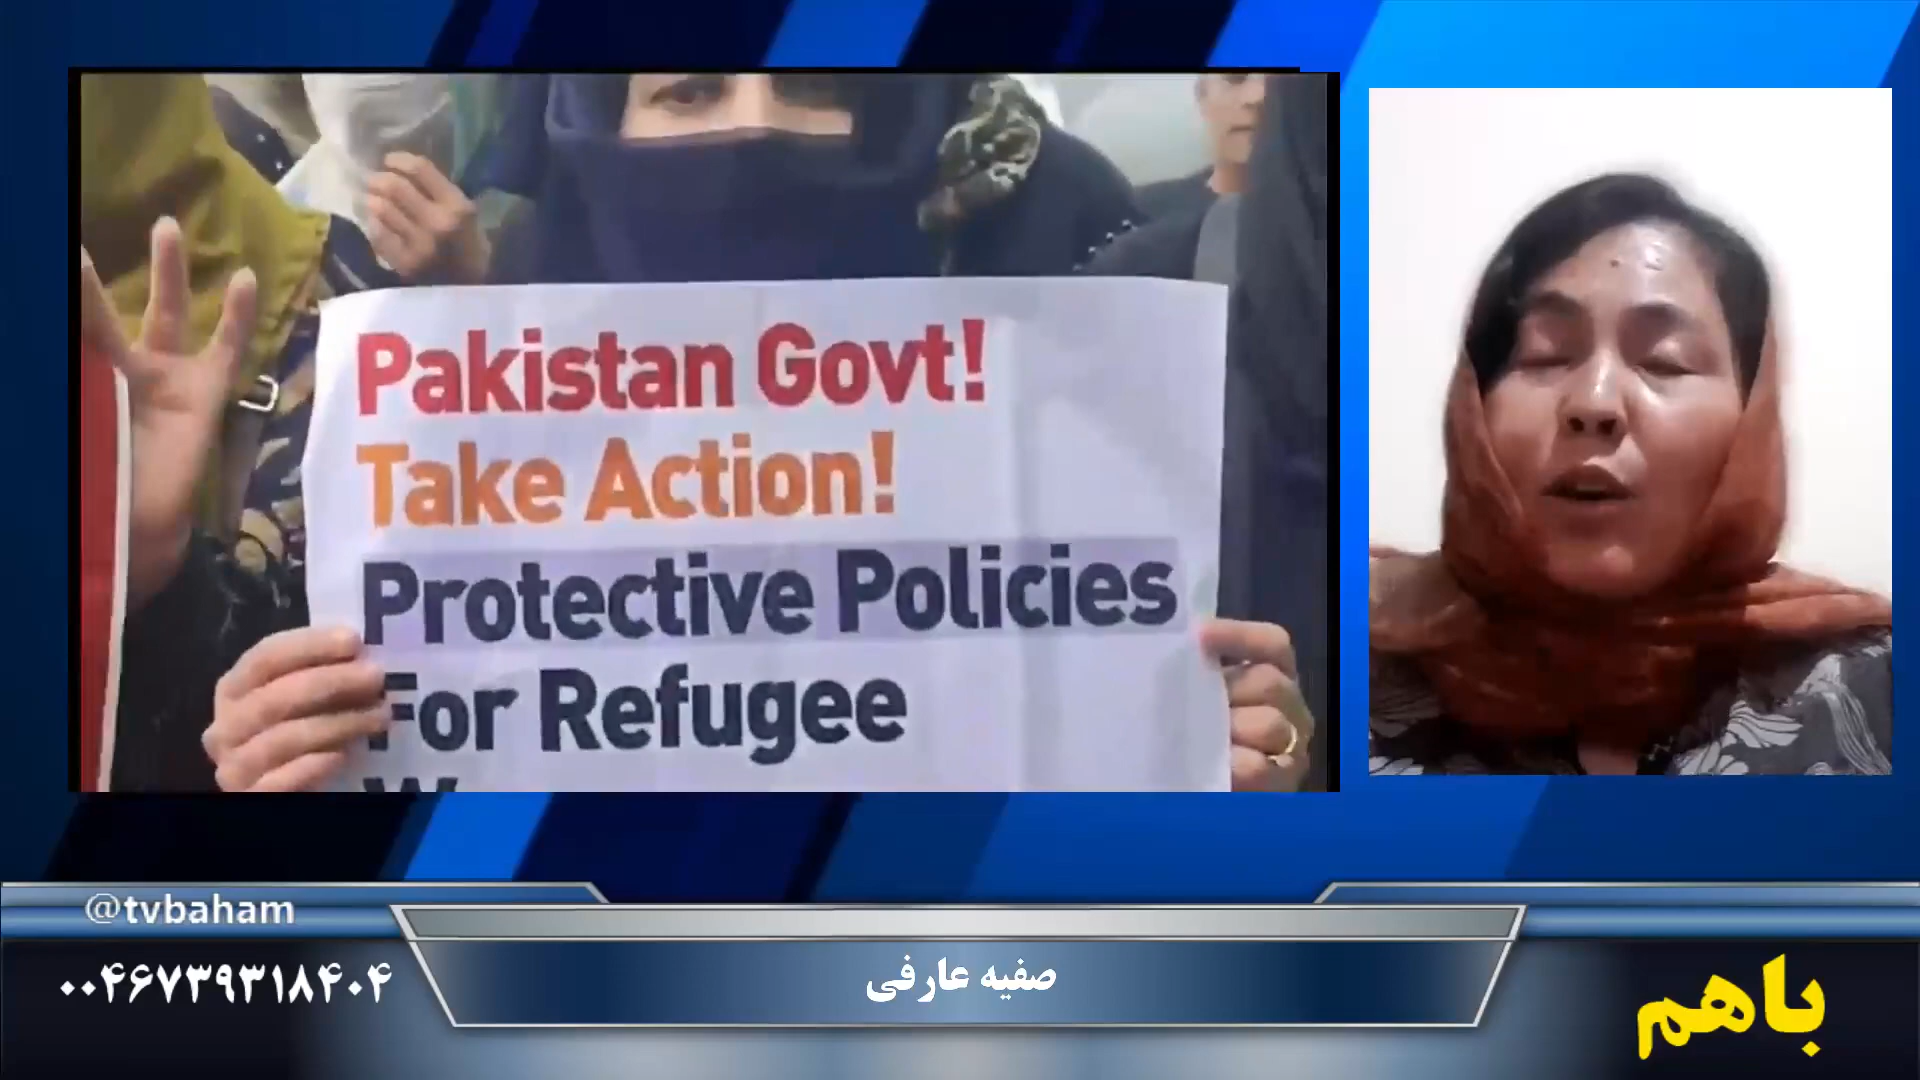 Pakistan Govt!
Take Action!
Protective Policies
For Refugee
@tvbaham
۰۰۴۶۷۳۹۳۱۸۴۰۴
صفیه عارفی
باهم